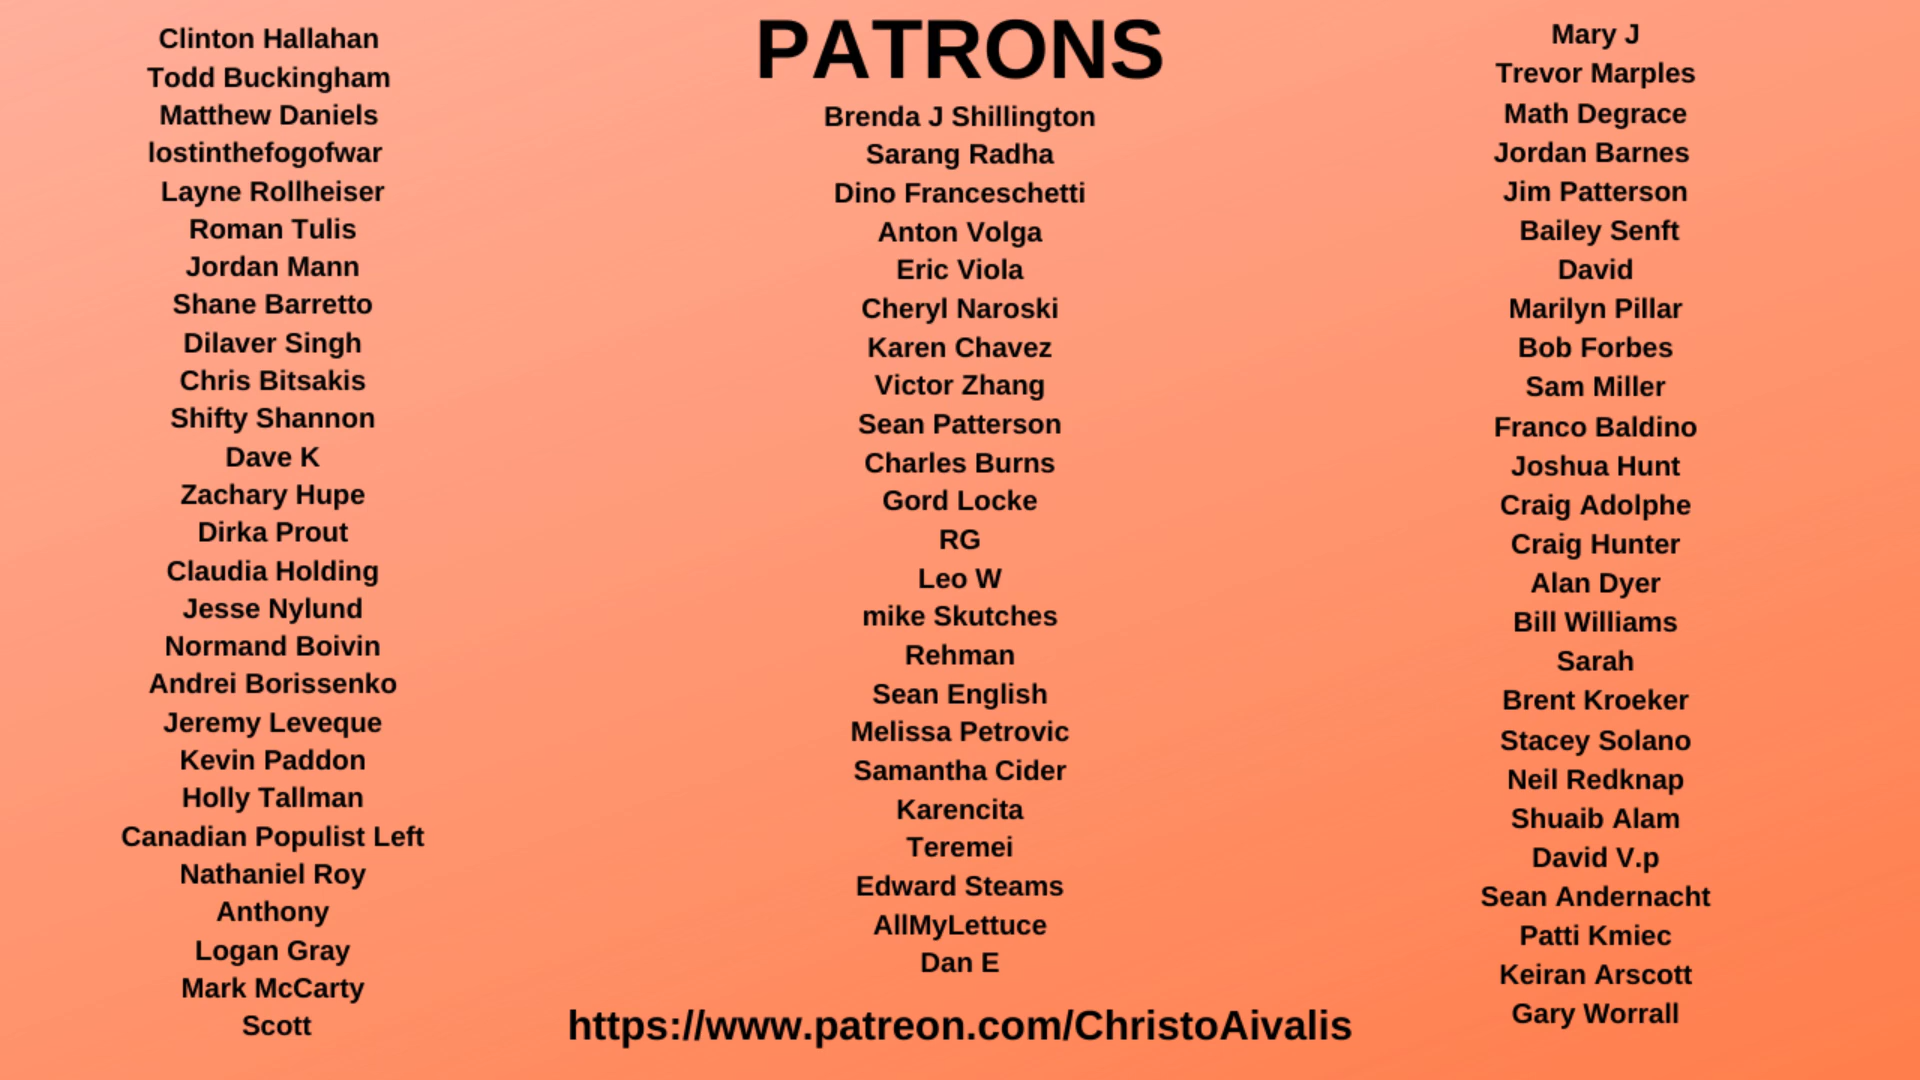 Clinton Hallahan
Todd Buckingham
Matthew Daniels
lostinthefogofwar
Layne Rollheiser
Roman Tulis
Jordan Mann
Shane Barretto
Dilaver Singh
Chris Bitsakis
Shifty Shannon
Dave K
Zachary Hupe
Dirka Prout
Claudia Holding
Jesse Nylund
Normand Boivin
Andrei Borissenko
Jeremy Leveque
Kevin Paddon
Holly Tallman
Canadian Populist Left
Nathaniel Roy
Anthony
Logan Gray
Mark McCarty
Scott
PATRONS
Brenda J Shillington
Sarang Radha
Dino Franceschetti
Anton Volga
Eric Viola
Cheryl Naroski
Karen Chavez
Victor Zhang
Sean Patterson
Charles Burns
Gord Locke
RG
Leo W
mike Skutches
Rehman
Sean English
Melissa Petrovic
Samantha Cider
Karencita
Teremei
Edward Steams
AllMyLettuce
Dan E
https://www.patreon.com/ChristoAivalis
Mary J
Trevor Marples
Math Degrace
Jordan Barnes
Jim Patterson
Bailey Senft
David
Marilyn Pillar
Bob Forbes
Sam Miller
Franco Baldino
Joshua Hunt
Craig Adolphe
Craig Hunter
Alan Dyer
Bill Williams
Sarah
Brent Kroeker
Stacey Solano
Neil Redknap
Shuaib Alam
David V.p
Sean Andernacht
Patti Kmiec
Keiran Arscott
Gary Worrall